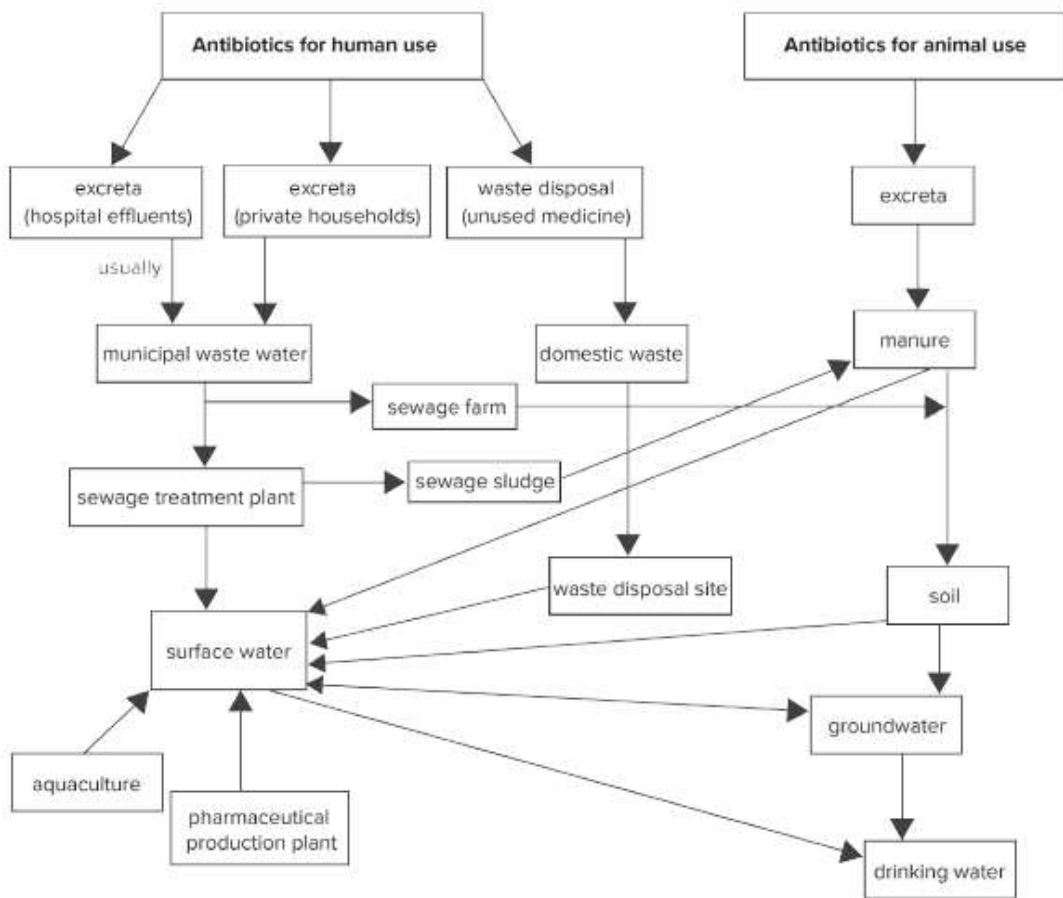 Antibiotics for human use
Antibiotics for animal use
excreta
(hospital effluents)
excreta
(private households)
waste disposal
(unused medicine)
excreta
usually
municipal waste water
domestic waste
manure
sewage farm
sewage treatment plant
sewage sludge
waste disposal site
soil
surface water
groundwater
aquaculture
pharmaceutical
production plant
drinking water